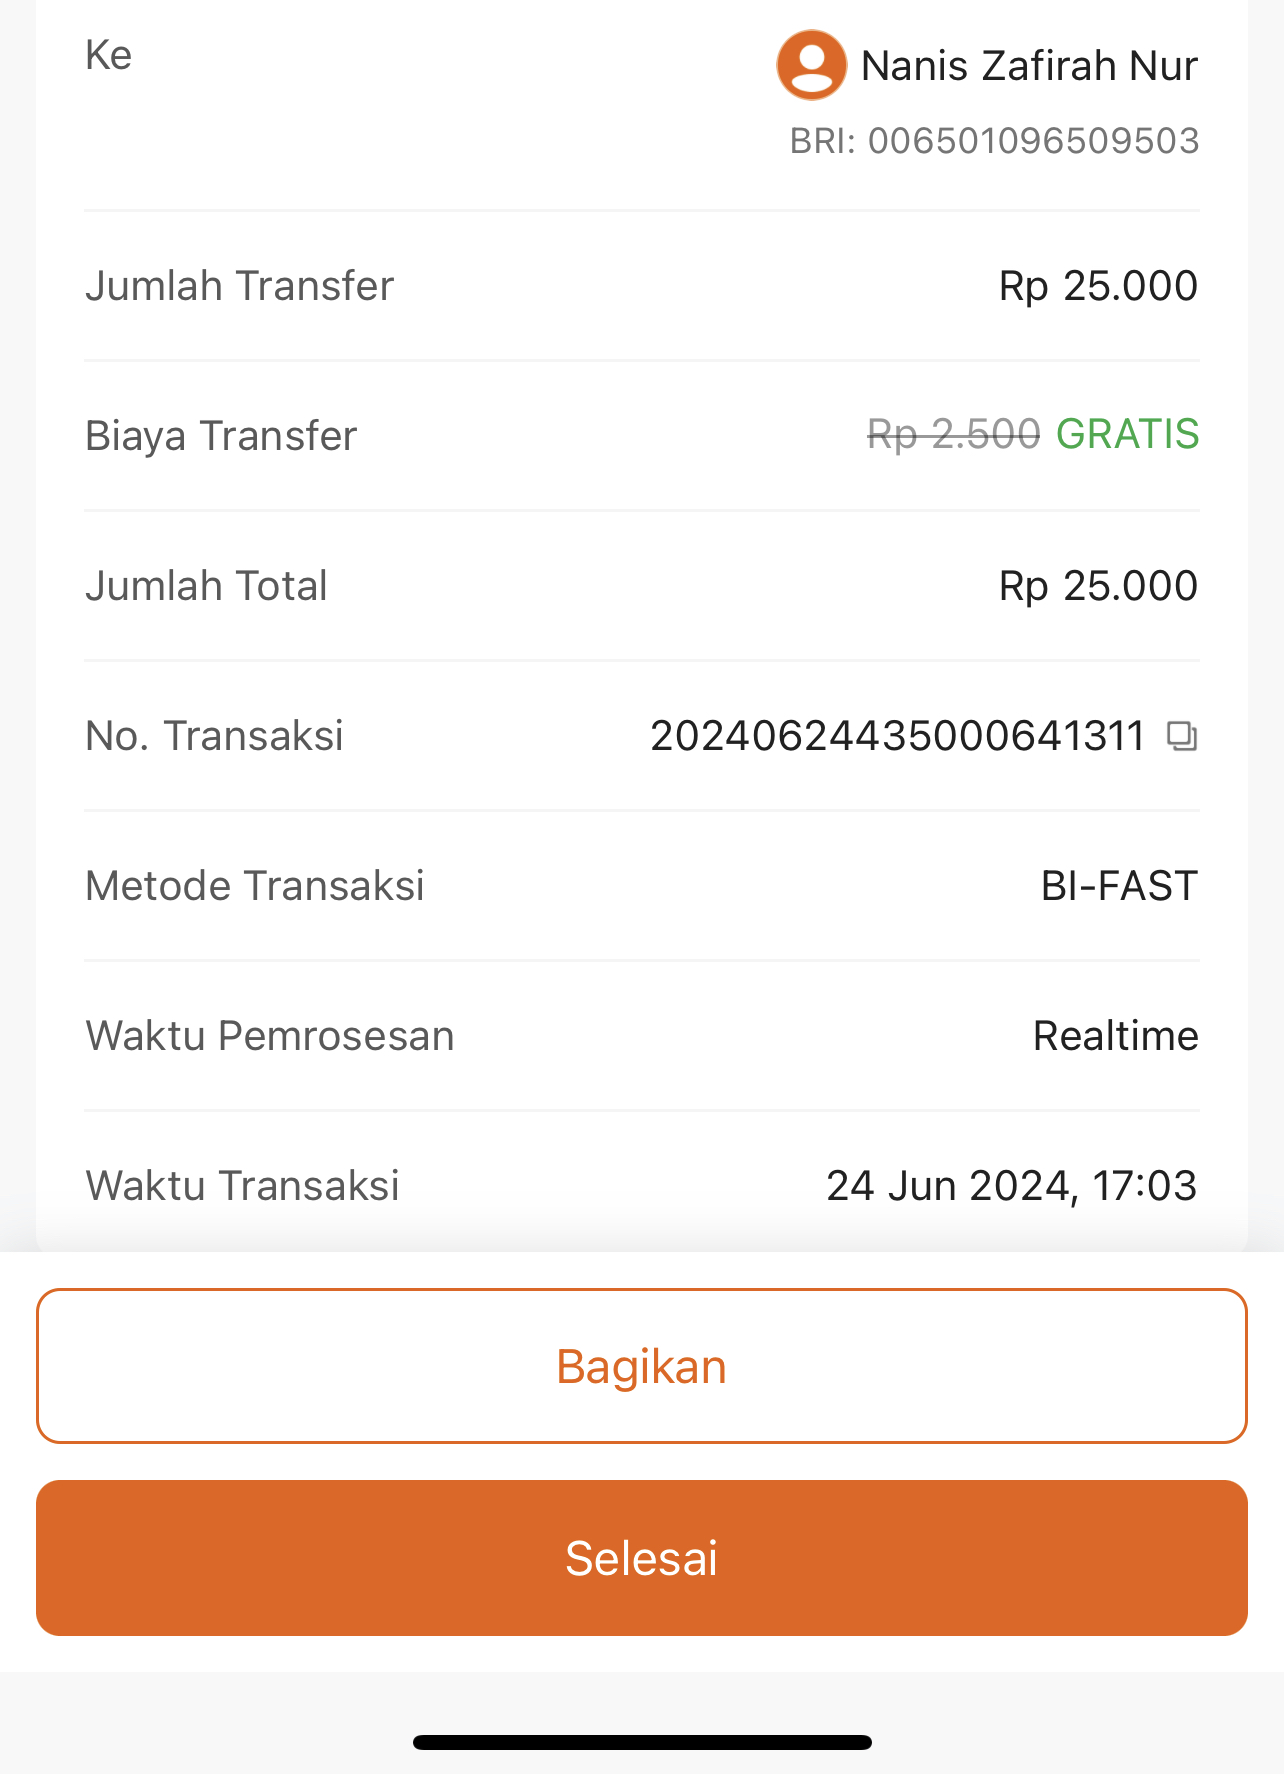 Ke
Nanis Zafirah Nur
BRI: 006501096509503
Jumlah Transfer Rp 25.000
Biaya Transfer Rp 2.500 GRATIS
Jumlah Total Rp 25.000
No. Transaksi 20240624435000641311
Metode Transaksi BI-FAST
Waktu Pemrosesan Realtime
Waktu Transaksi 24 Jun 2024, 17:03
Bagikan
Selesai